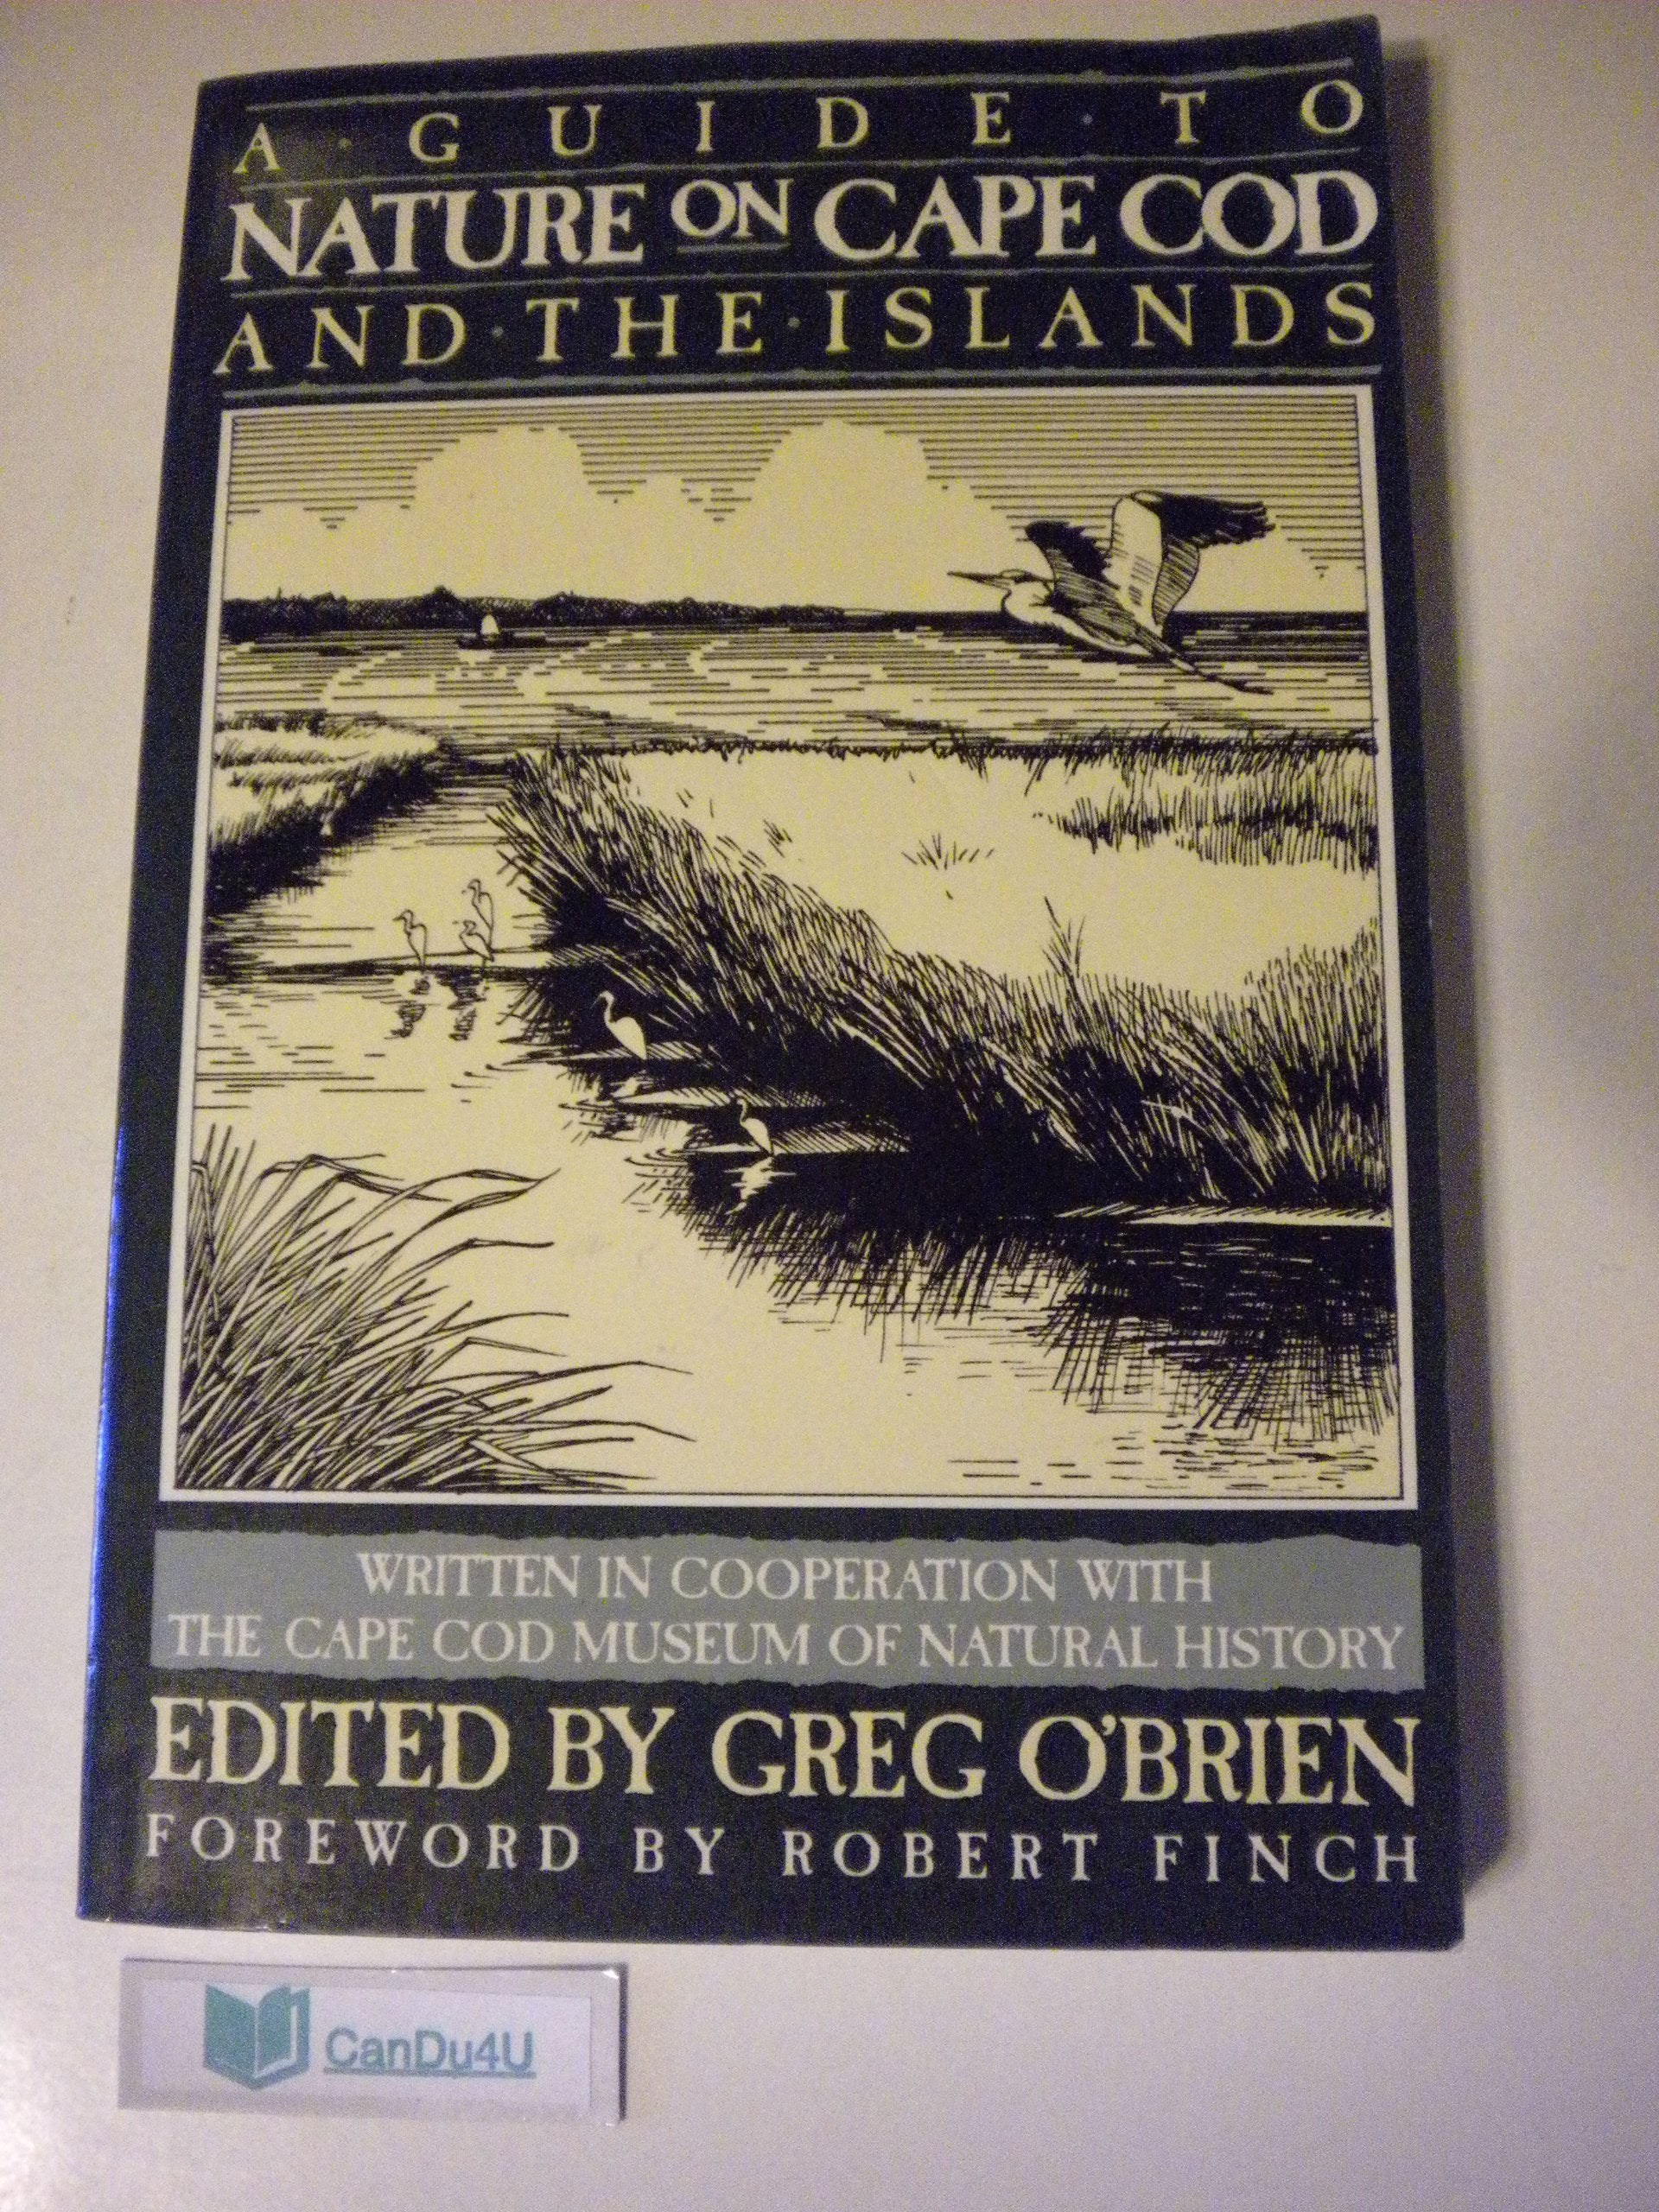 A · GUIDE · TO
NATURE ON CAPE COD
AND · THE · ISLANDS
WRITTEN IN COOPERATION WITH
THE CAPE COD MUSEUM OF NATURAL HISTORY
EDITED BY GREG O'BRIEN
FOREWORD BY ROBERT FINCH
CanDu4U